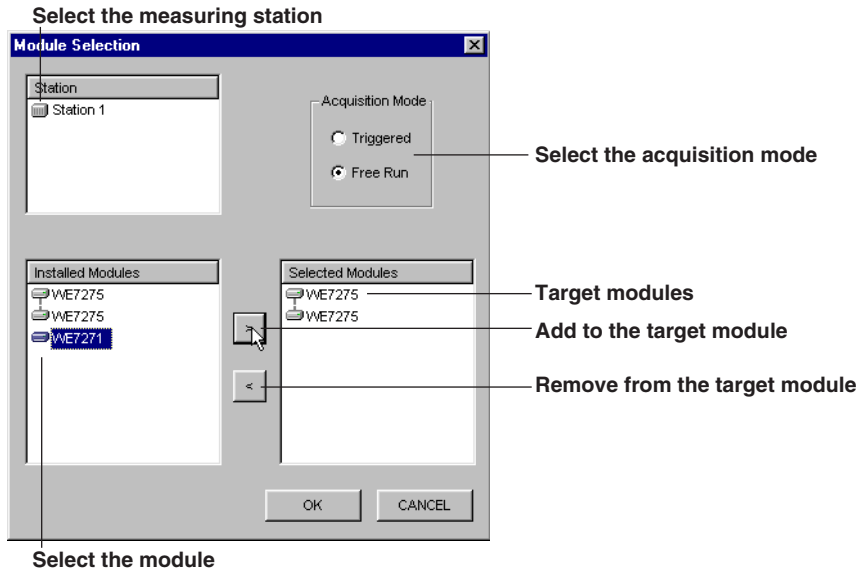 Select the measuring station
Module Selection
Station
Station 1
Acquisition Mode
Triggered
Free Run
Select the acquisition mode
Installed Modules
WE7275
WE7275
WE7271
>
<
Selected Modules
WE7275
WE7275
Target modules
Add to the target module
Remove from the target module
OK
CANCEL
Select the module